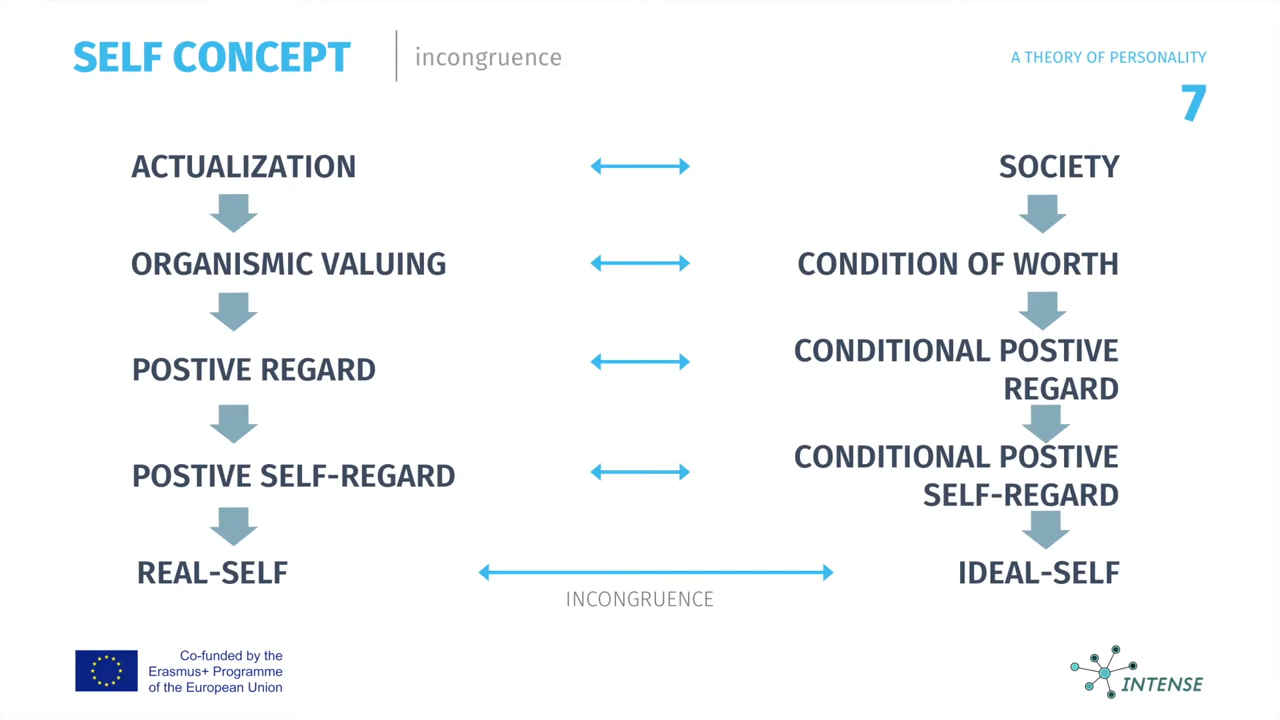 SELF CONCEPT
incongruence
A THEORY OF PERSONALITY
7
ACTUALIZATION
SOCIETY
ORGANISMIC VALUING
CONDITION OF WORTH
POSTIVE REGARD
CONDITIONAL POSTIVE
REGARD
POSTIVE SELF-REGARD
CONDITIONAL POSTIVE
SELF-REGARD
REAL-SELF
IDEAL-SELF
INCONGRUENCE
Co-funded by the
Erasmus+ Programme
of the European Union
INTENSE